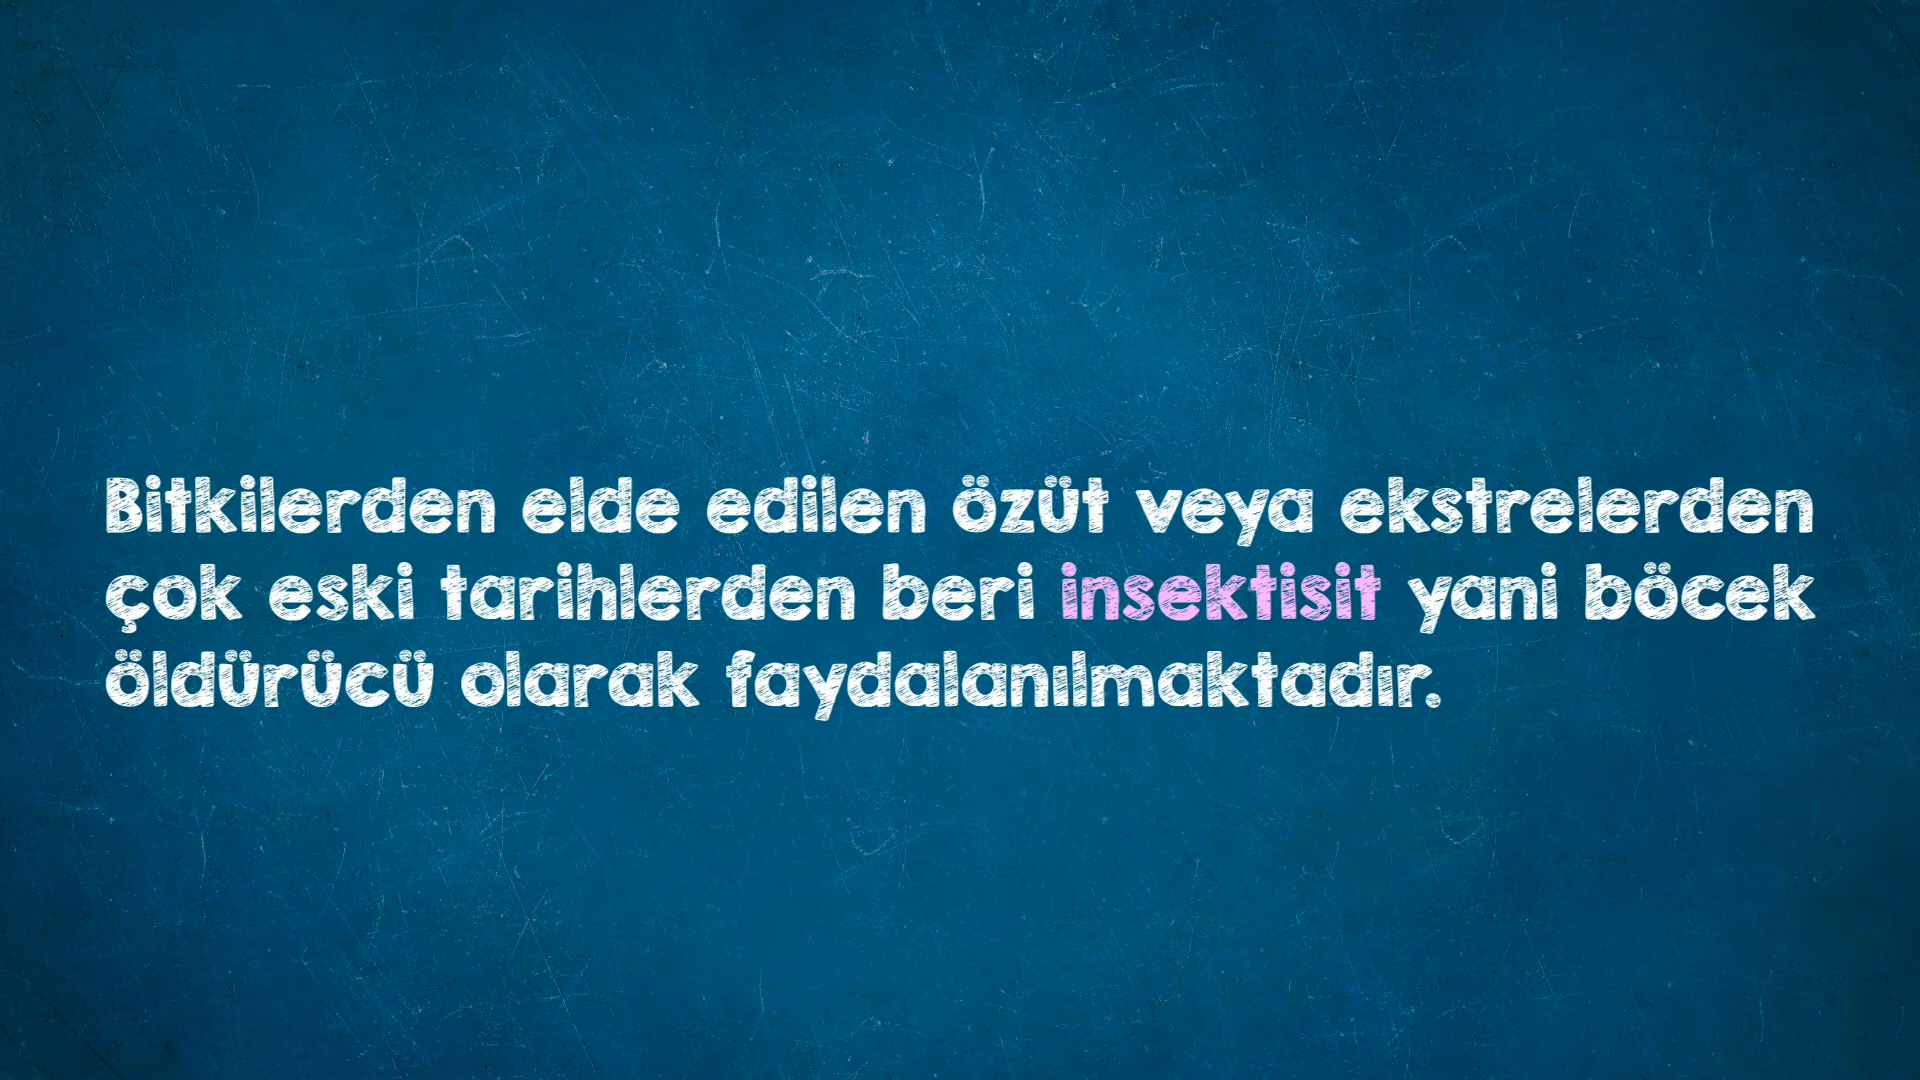 Bitkilerden elde edilen özüt veya ekstrelerden
çok eski tarihlerden beri insektisit yani böcek
öldürücü olarak faydalanılmaktadır.